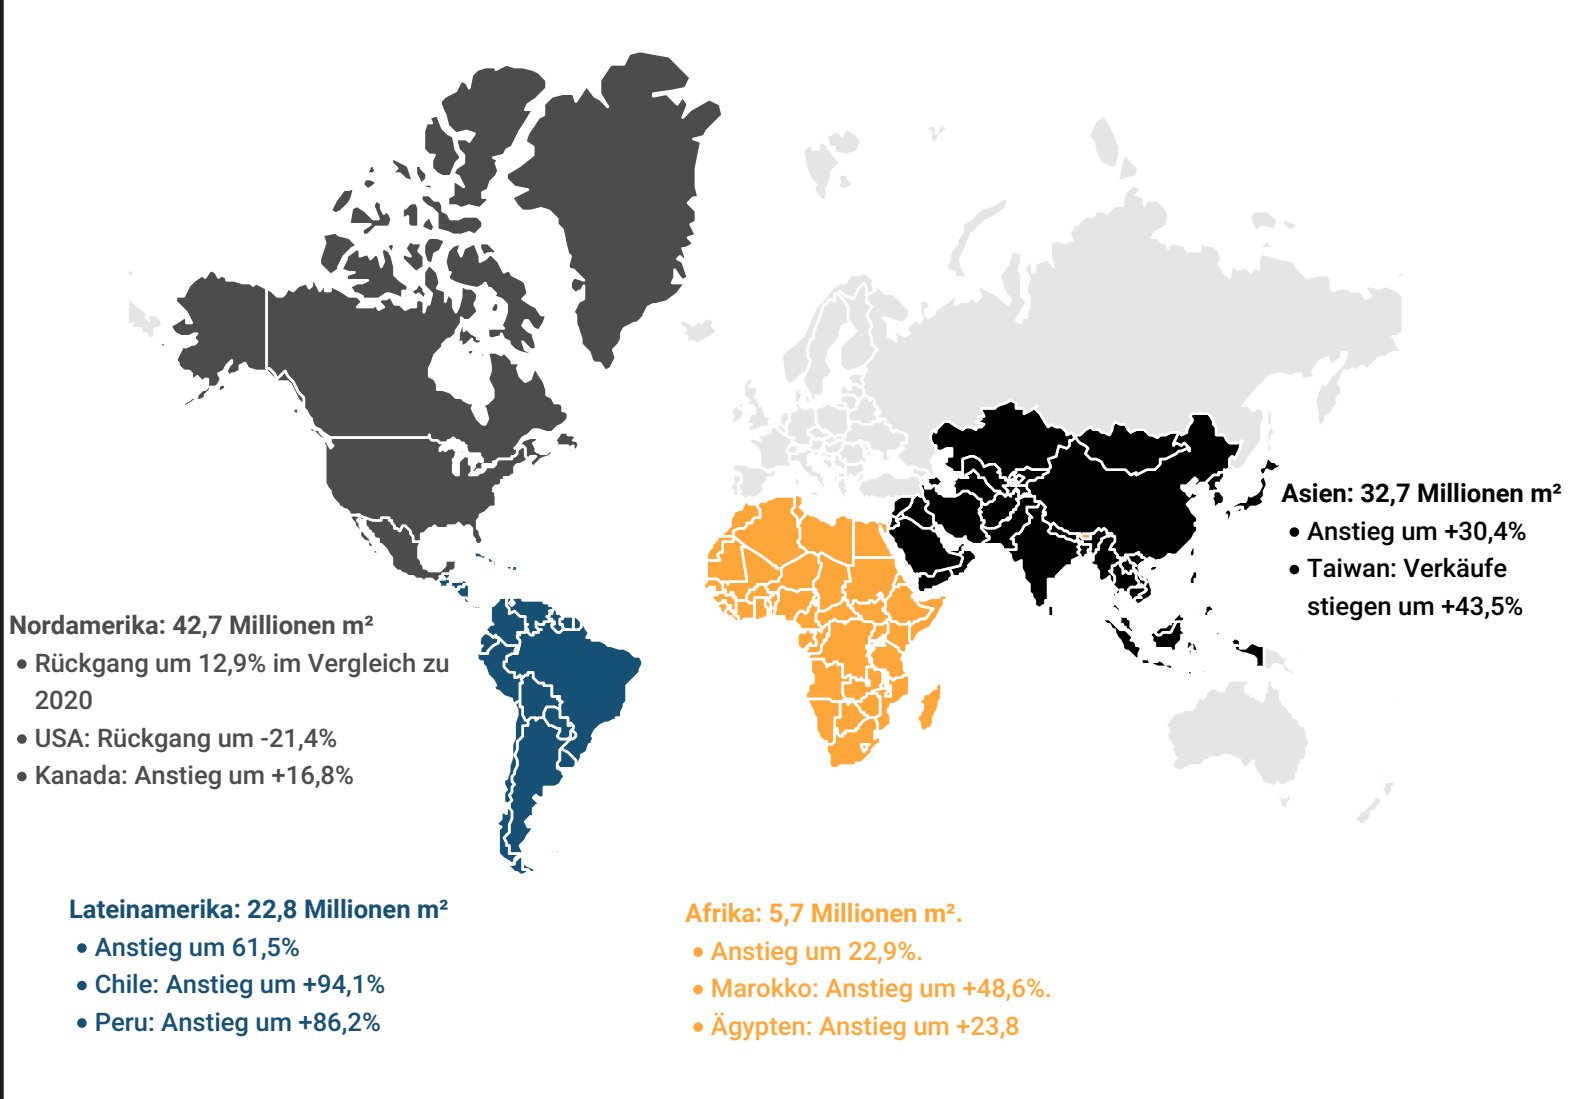 Asien: 32,7 Millionen m²
• Anstieg um +30,4%
• Taiwan: Verkäufe
stiegen um +43,5%
Nordamerika: 42,7 Millionen m²
• Rückgang um 12,9% im Vergleich zu
2020
• USA: Rückgang um -21,4%
• Kanada: Anstieg um +16,8%
Lateinamerika: 22,8 Millionen m²
• Anstieg um 61,5%
• Chile: Anstieg um +94,1%
• Peru: Anstieg um +86,2%
Afrika: 5,7 Millionen m².
• Anstieg um 22,9%.
• Marokko: Anstieg um +48,6%.
• Ägypten: Anstieg um +23,8